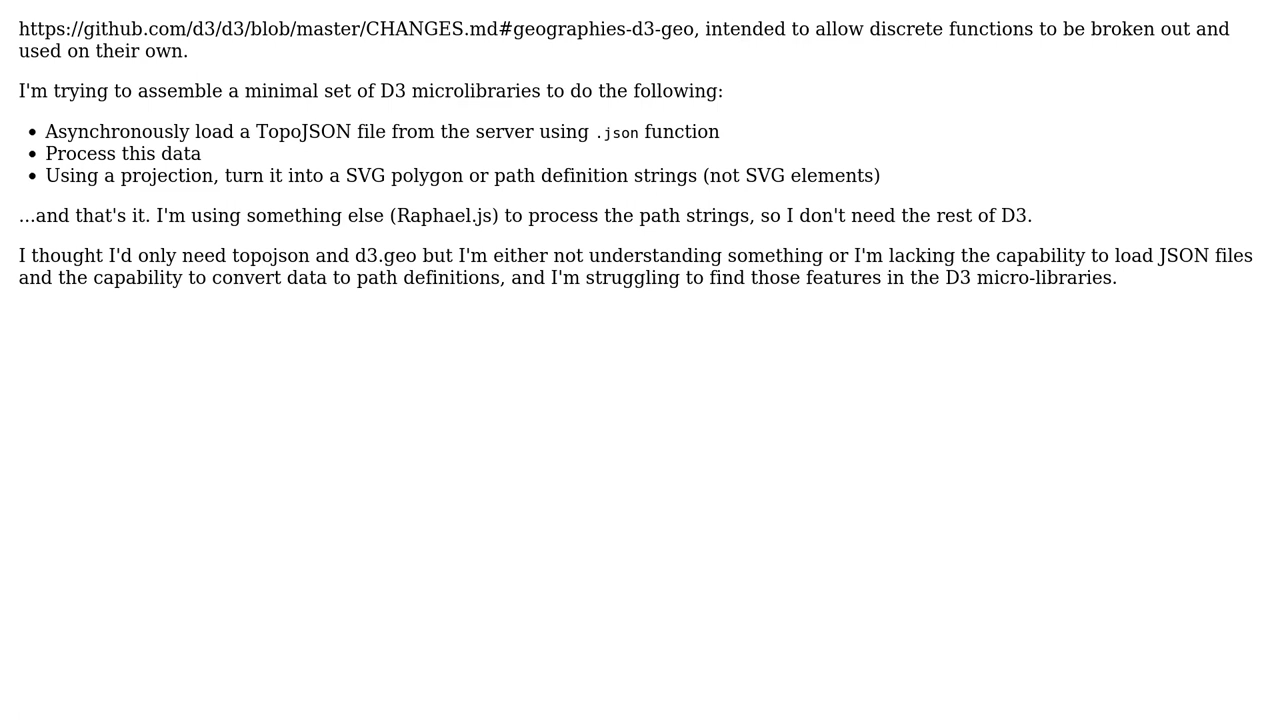 https://github.com/d3/d3/blob/master/CHANGES.md#geographies-d3-geo, intended to allow discrete functions to be broken out and
used on their own.
I'm trying to assemble a minimal set of D3 microlibraries to do the following:
• Asynchronously load a TopoJSON file from the server using .json function
• Process this data
• Using a projection, turn it into a SVG polygon or path definition strings (not SVG elements)
...and that's it. I'm using something else (Raphael.js) to process the path strings, so I don't need the rest of D3.
I thought I'd only need topojson and d3.geo but I'm either not understanding something or I'm lacking the capability to load JSON files
and the capability to convert data to path definitions, and I'm struggling to find those features in the D3 micro-libraries.